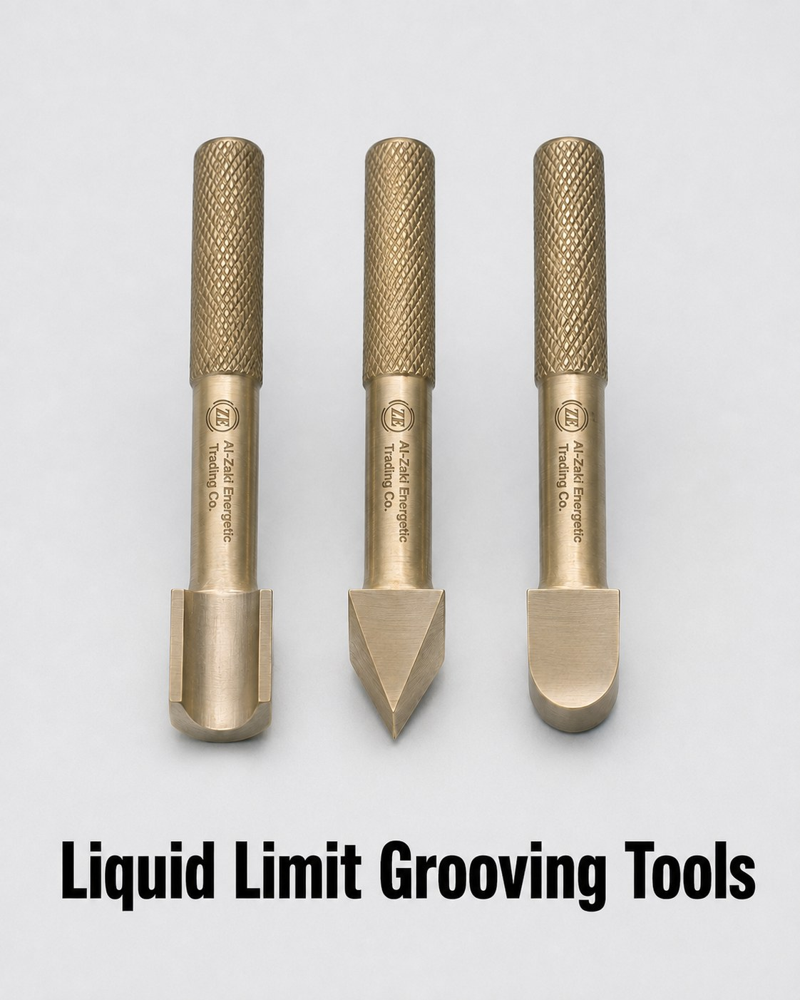 ZE
Al-Zaki Energetic
Trading Co.
ZE
Al-Zaki Energetic
Trading Co.
ZE
Al-Zaki Energetic
Trading Co.
Liquid Limit Grooving Tools